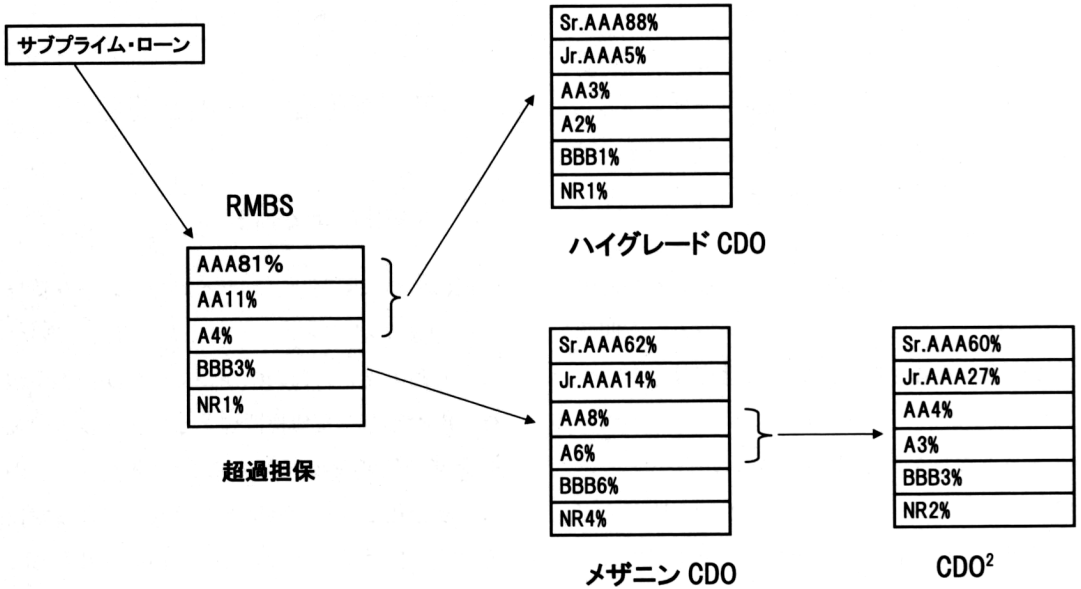 サブプライム・ローン
RMBS
AAA81%
AA11%
A4%
BBB3%
NR1%
超過担保
Sr.AAA88%
Jr.AAA5%
AA3%
A2%
BBB1%
NR1%
ハイグレード CDO
Sr.AAA62%
Jr.AAA14%
AA8%
A6%
BBB6%
NR4%
メザニン CDO
Sr.AAA60%
Jr.AAA27%
AA4%
A3%
BBB3%
NR2%
CDO²